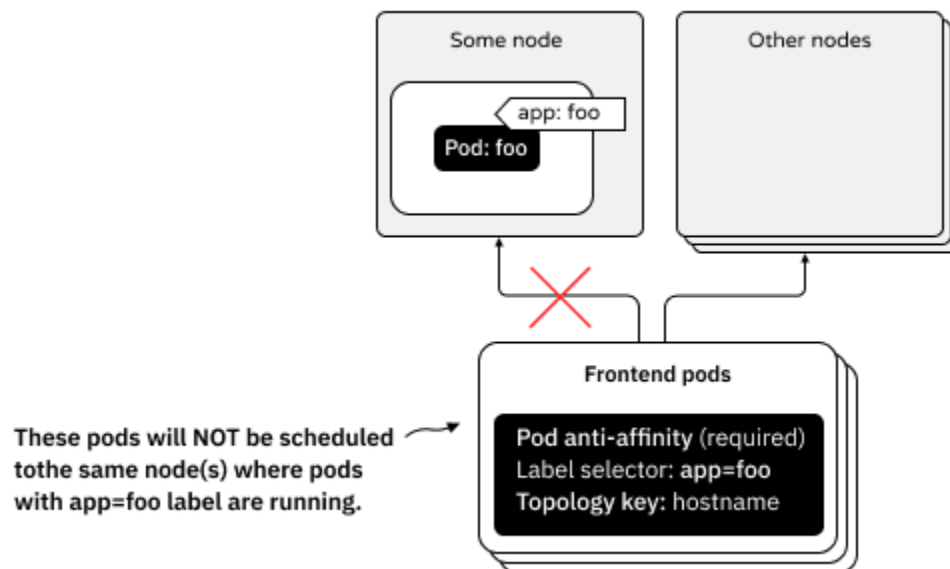 Some node
Other nodes
app: foo
Pod: foo
Frontend pods
Pod anti-affinity (required)
Label selector: app=foo
Topology key: hostname
These pods will NOT be scheduled
tothe same node(s) where pods
with app=foo label are running.